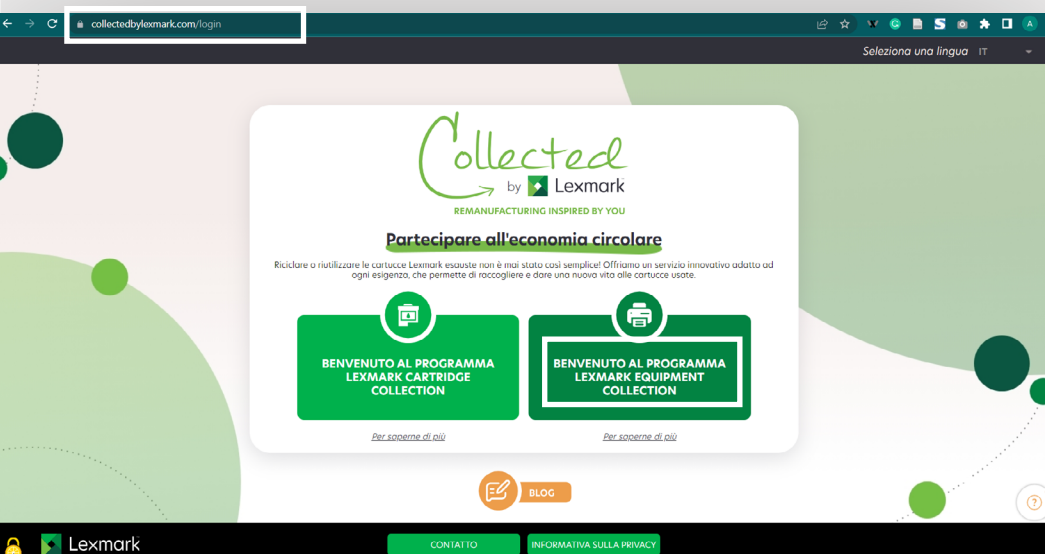 collectedbylexmark.com/login
A
Seleziona una lingua IT
Collected
by Lexmark
REMANUFACTURING INSPIRED BY YOU
Partecipare all'economia circolare
Riciclare o riutilizzare le cartucce Lexmark esauste non è mai stato così semplice! Offriamo un servizio innovativo adatto ad
ogni esigenza, che permette di raccogliere e dare una nuova vita alle cartucce usate.
BENVENUTO AL PROGRAMMA
LEXMARK CARTRIDGE
COLLECTION
Per saperne di più
BENVENUTO AL PROGRAMMA
LEXMARK EQUIPMENT
COLLECTION
Per saperne di più
BLOG
?
Lexmark
CONTATTO
INFORMATIVA SULLA PRIVACY